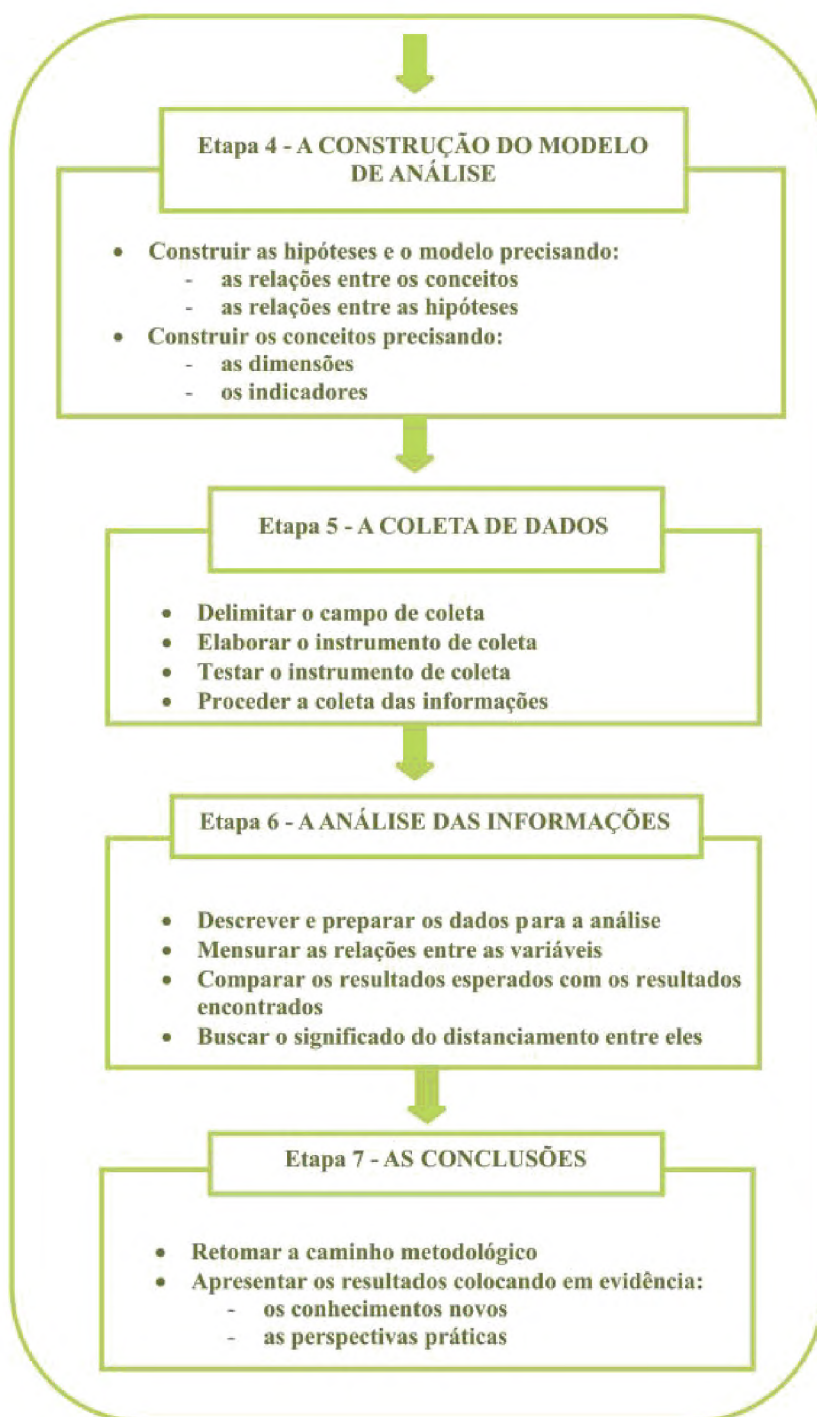 Etapa 4 - A CONSTRUÇÃO DO MODELO
DE ANÁLISE
• Construir as hipóteses e o modelo precisando:
- as relações entre os conceitos
- as relações entre as hipóteses
• Construir os conceitos precisando:
- as dimensões
- os indicadores
Etapa 5 - A COLETA DE DADOS
• Delimitar o campo de coleta
• Elaborar o instrumento de coleta
• Testar o instrumento de coleta
• Proceder a coleta das informações
Etapa 6 - A ANÁLISE DAS INFORMAÇÕES
• Descrever e preparar os dados para a análise
• Mensurar as relações entre as variáveis
• Comparar os resultados esperados com os resultados
encontrados
• Buscar o significado do distanciamento entre eles
Etapa 7 - AS CONCLUSÕES
• Retomar a caminho metodológico
• Apresentar os resultados colocando em evidência:
- os conhecimentos novos
- as perspectivas práticas